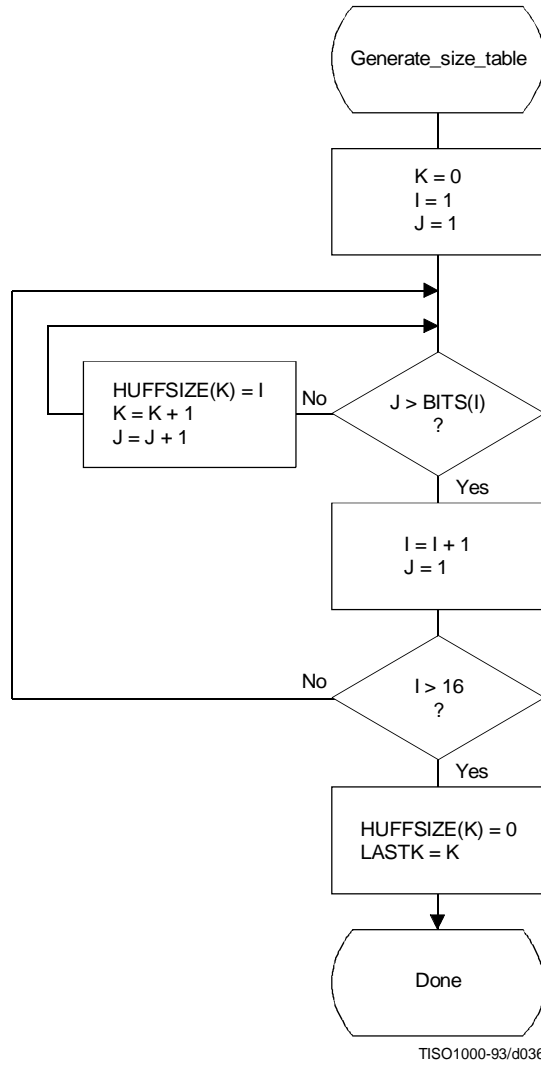 Generate_size_table
K = 0
I = 1
J = 1
HUFFSIZE(K) = I
K = K + 1
J = J + 1
No
J > BITS(I)
?
Yes
I = I + 1
J = 1
No
I > 16
?
Yes
HUFFSIZE(K) = 0
LASTK = K
Done
TISO1000-93/d036